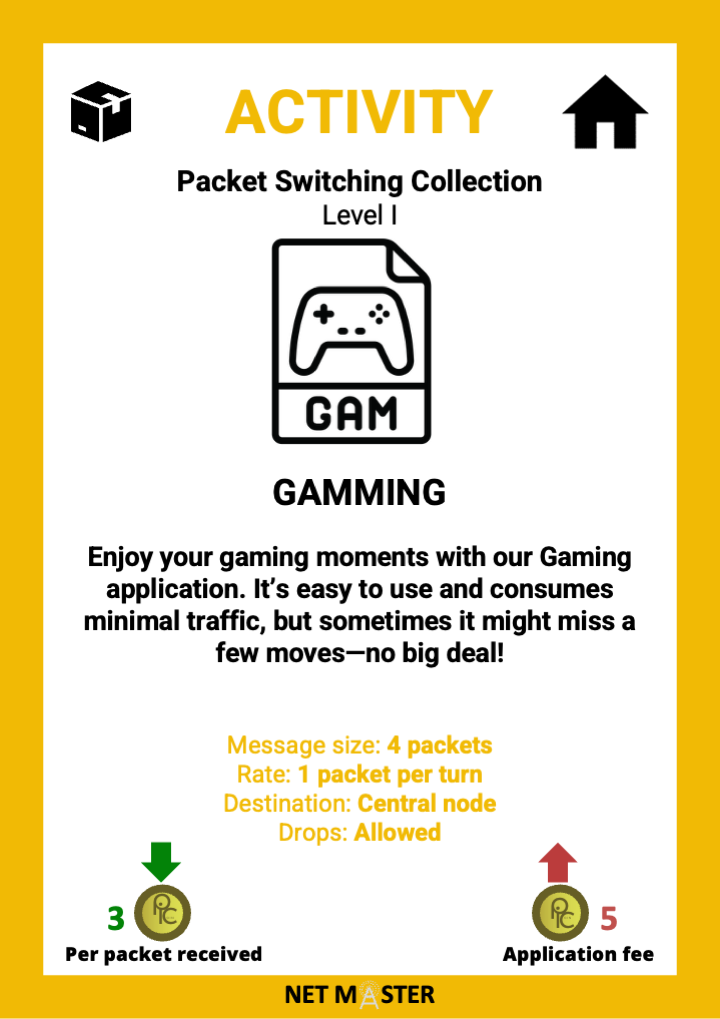 ACTIVITY
Packet Switching Collection
Level I
GAM
GAMMING
Enjoy your gaming moments with our Gaming
application. It’s easy to use and consumes
minimal traffic, but sometimes it might miss a
few moves—no big deal!
Message size: 4 packets
Rate: 1 packet per turn
Destination: Central node
Drops: Allowed
3
Per packet received
5
Application fee
NET MASTER